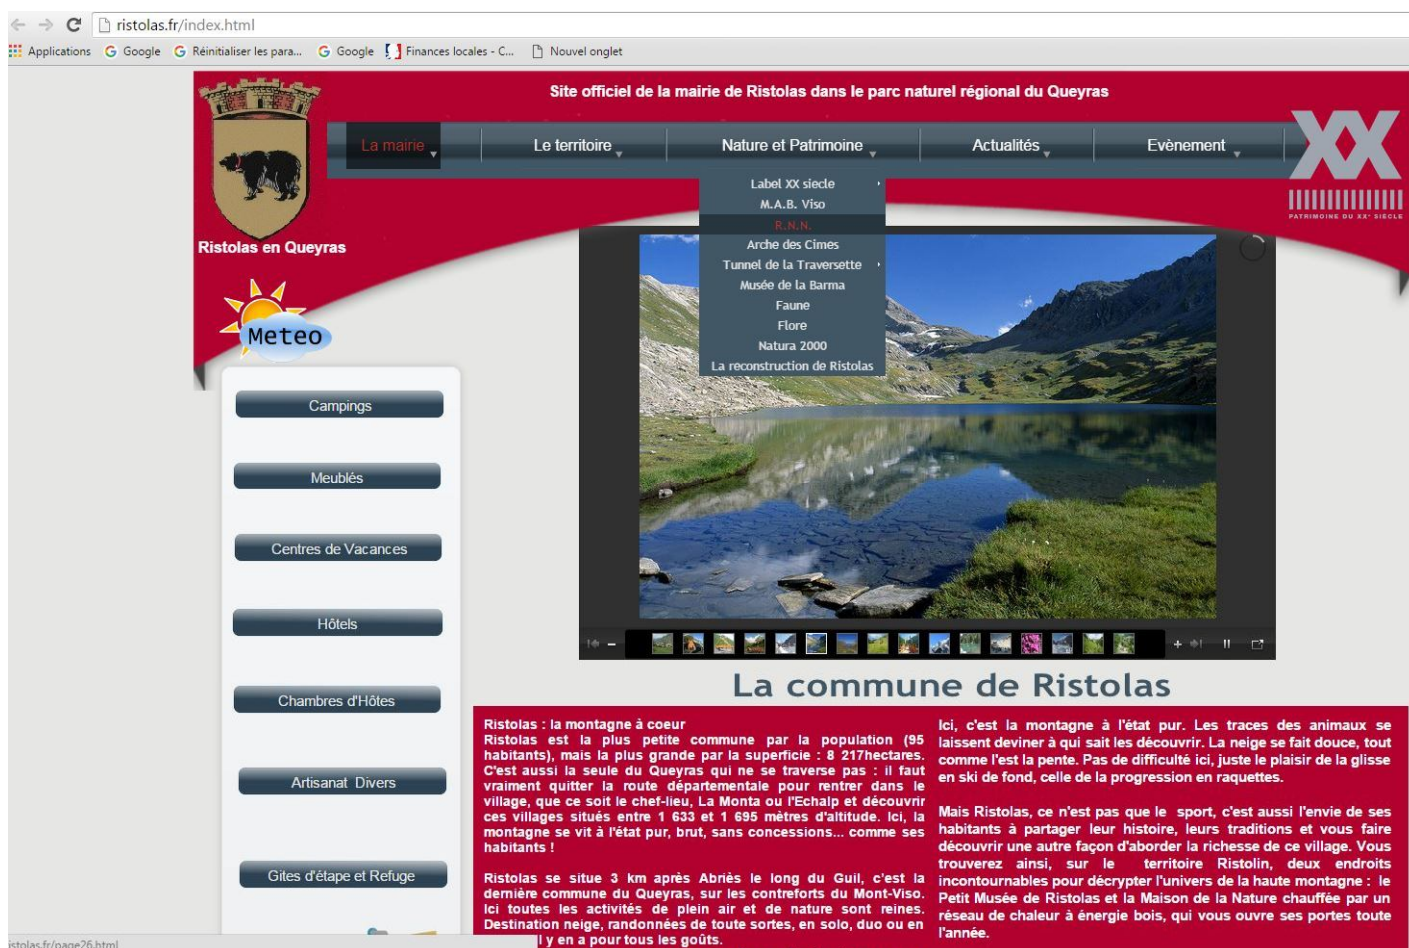 ristolas.fr/index.html
Applications Google Réinitialiser les para... Google Finances locales - C... Nouvel onglet
Site officiel de la mairie de Ristolas dans le parc naturel régional du Queyras
La mairie Le territoire Nature et Patrimoine Actualités Evènement
XX
PATRIMOINE DU XX° SIÈCLE
Label XX siecle
M.A.B. Viso
R.N.N.
Arche des Cimes
Tunnel de la Traversette
Musée de la Barma
Faune
Flore
Natura 2000
La reconstruction de Ristolas
Ristolas en Queyras
Meteo
Campings
Meublés
Centres de Vacances
Hôtels
Chambres d'Hôtes
Artisanat Divers
Gites d'étape et Refuge
La commune de Ristolas
Ristolas : la montagne à coeur
Ristolas est la plus petite commune par la population (95
habitants), mais la plus grande par la superficie : 8 217hectares.
C'est aussi la seule du Queyras qui ne se traverse pas : il faut
vraiment quitter la route départementale pour rentrer dans le
village, que ce soit le chef-lieu, La Monta ou l'Echalp et découvrir
ces villages situés entre 1 633 et 1 695 mètres d'altitude. Ici, la
montagne se vit à l'état pur, brut, sans concessions... comme ses
habitants !
Ristolas se situe 3 km après Abriès le long du Guil, c'est la
dernière commune du Queyras, sur les contreforts du Mont-Viso.
Ici toutes les activités de plein air et de nature sont reines.
Destination neige, randonnées de toute sortes, en solo, duo ou en
l y en a pour tous les goûts.
Ici, c'est la montagne à l'état pur. Les traces des animaux se
laissent deviner à qui sait les découvrir. La neige se fait douce, tout
comme l'est la pente. Pas de difficulté ici, juste le plaisir de la glisse
en ski de fond, celle de la progression en raquettes.
Mais Ristolas, ce n'est pas que le sport, c'est aussi l'envie de ses
habitants à partager leur histoire, leurs traditions et vous faire
découvrir une autre façon d'aborder la richesse de ce village. Vous
trouverez ainsi, sur le territoire Ristolin, deux endroits
incontournables pour décrypter l'univers de la haute montagne : le
Petit Musée de Ristolas et la Maison de la Nature chauffée par un
réseau de chaleur à énergie bois, qui vous ouvre ses portes toute
l'année.
istolas.fr/page26.html